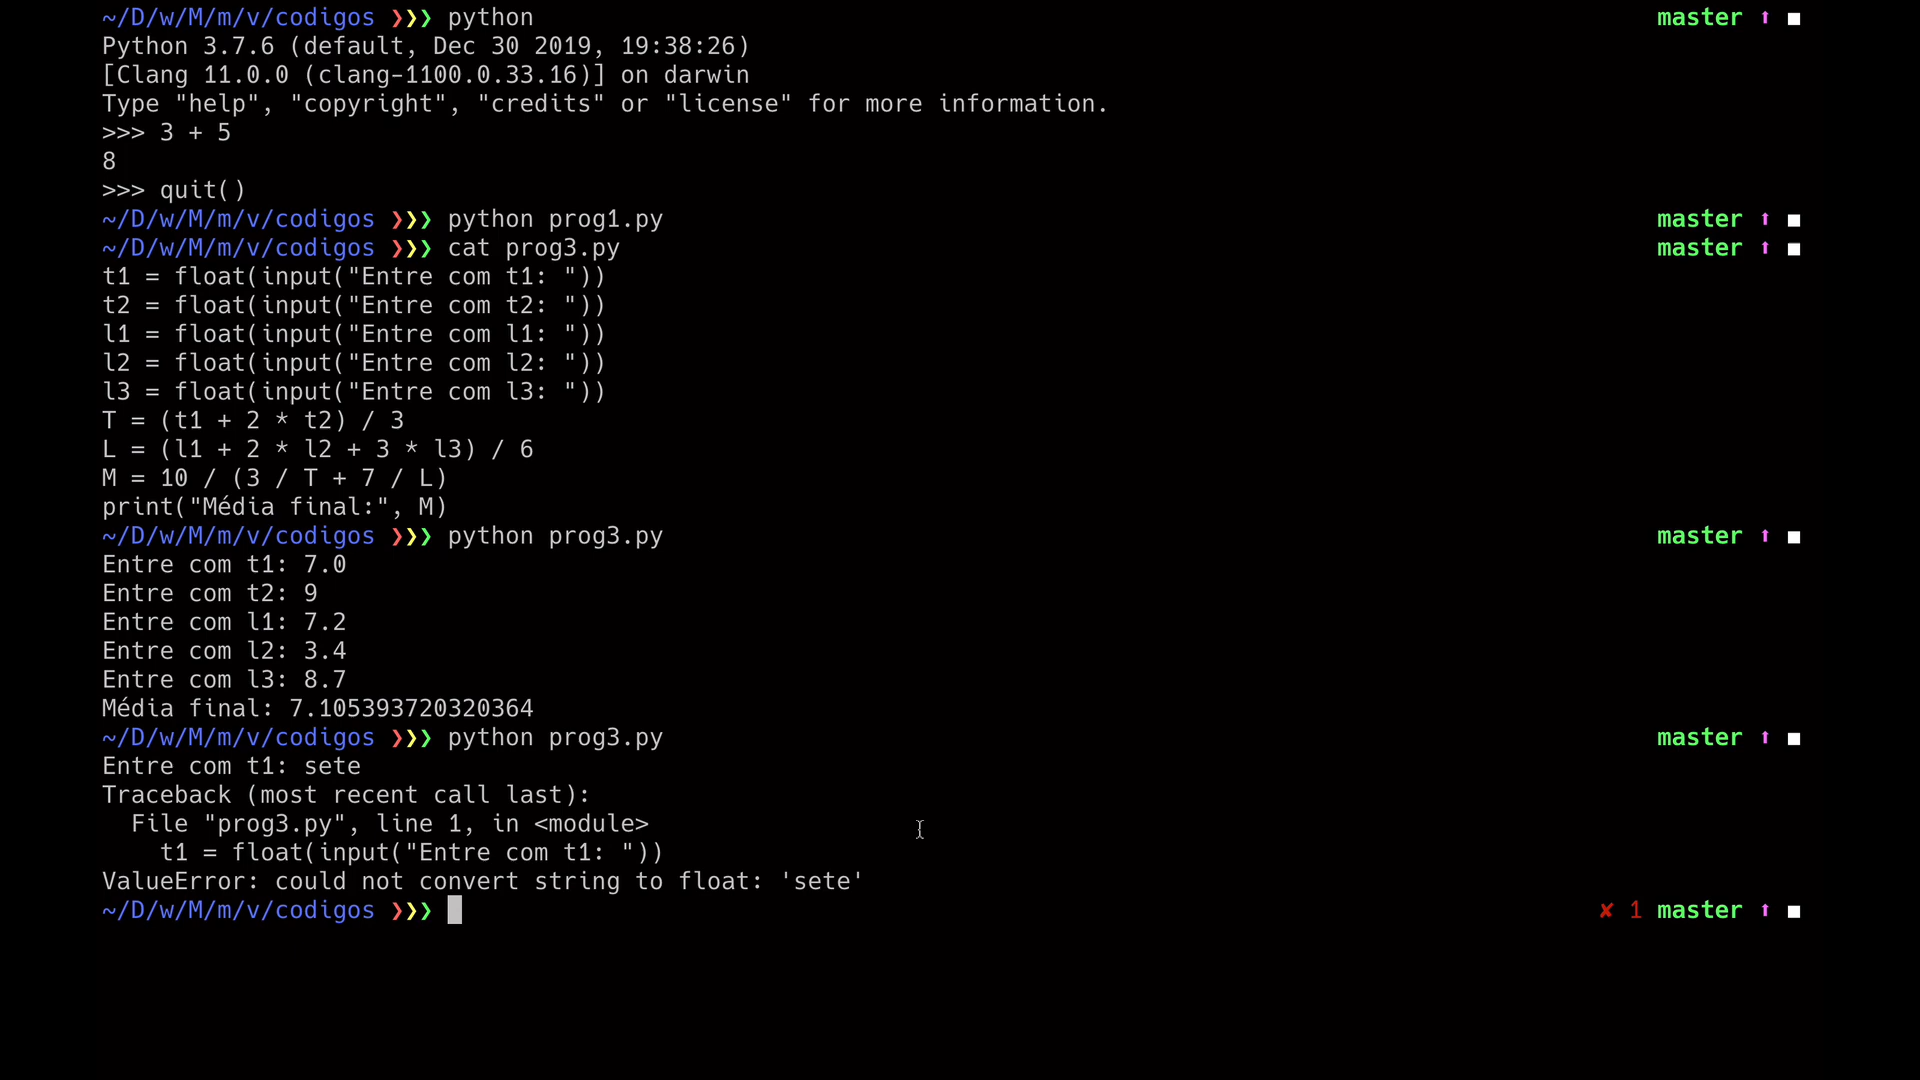 ~/D/w/M/m/v/codigos ❯❯❯ python master ⬆ ◼
Python 3.7.6 (default, Dec 30 2019, 19:38:26)
[Clang 11.0.0 (clang-1100.0.33.16)] on darwin
Type "help", "copyright", "credits" or "license" for more information.
>>> 3 + 5
8
>>> quit()
~/D/w/M/m/v/codigos ❯❯❯ python prog1.py master ⬆ ◼
~/D/w/M/m/v/codigos ❯❯❯ cat prog3.py master ⬆ ◼
t1 = float(input("Entre com t1: "))
t2 = float(input("Entre com t2: "))
l1 = float(input("Entre com l1: "))
l2 = float(input("Entre com l2: "))
l3 = float(input("Entre com l3: "))
T = (t1 + 2 * t2) / 3
L = (l1 + 2 * l2 + 3 * l3) / 6
M = 10 / (3 / T + 7 / L)
print("Média final:", M)
~/D/w/M/m/v/codigos ❯❯❯ python prog3.py master ⬆ ◼
Entre com t1: 7.0
Entre com t2: 9
Entre com l1: 7.2
Entre com l2: 3.4
Entre com l3: 8.7
Média final: 7.105393720320364
~/D/w/M/m/v/codigos ❯❯❯ python prog3.py master ⬆ ◼
Entre com t1: sete
Traceback (most recent call last):
  File "prog3.py", line 1, in <module>
    t1 = float(input("Entre com t1: "))
ValueError: could not convert string to float: 'sete'
~/D/w/M/m/v/codigos ❯❯❯ ✘ 1 master ⬆ ◼